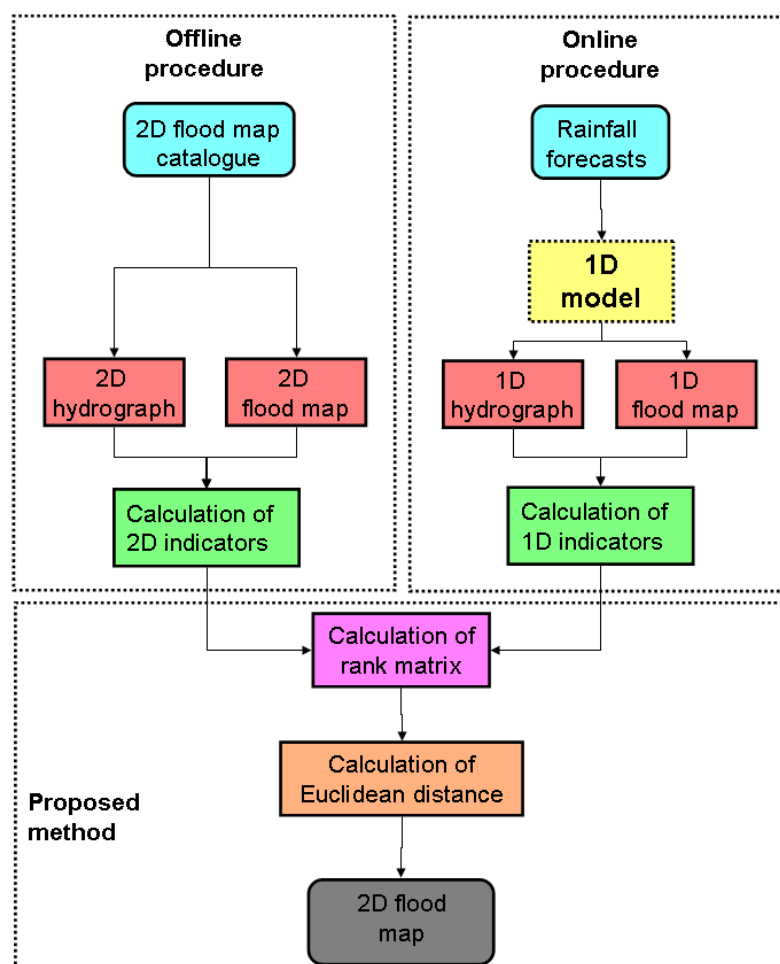 Offline
procedure
2D flood map
catalogue
2D
hydrograph
2D
flood map
Calculation of
2D indicators
Online
procedure
Rainfall
forecasts
1D
model
1D
hydrograph
1D
flood map
Calculation of
1D indicators
Proposed
method
Calculation of
rank matrix
Calculation of
Euclidean distance
2D flood
map